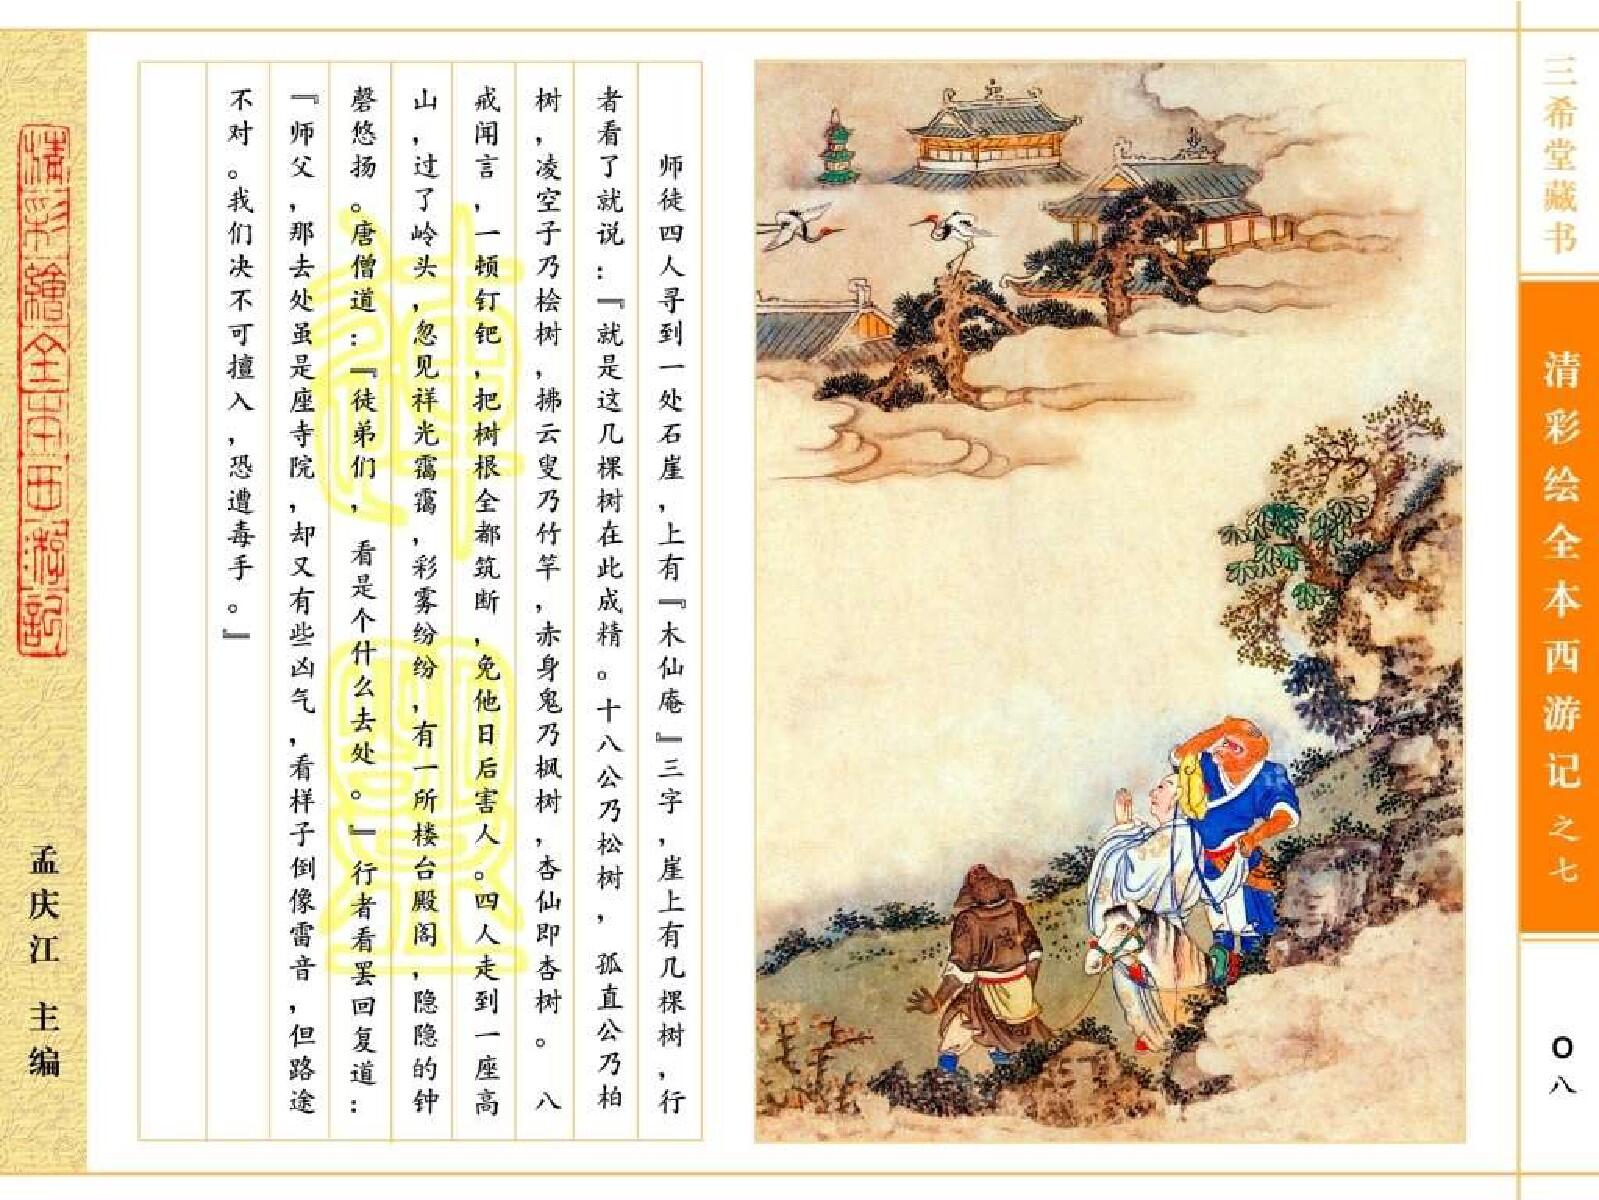 三希堂藏书
清彩绘全本西游记之七
〇八
师徒四人寻到一处石崖，上有『木仙庵』三字，崖上有几棵树，行
者看了就说：『就是这几棵树在此成精。十八公乃松树，孤直公乃柏
树，凌空子乃桧树，拂云叟乃竹竿，赤身鬼乃枫树，杏仙即杏树。八
戒闻言，一顿钉钯，把树根全都筑断，免他日后害人。四人走到一座高
山，过了岭头，忽见祥光霭霭，彩雾纷纷，有一所楼台殿阁，隐隐的钟
磬悠扬。唐僧道：『徒弟们，看是个什么去处。』行者看罢回复道：
『师父，那去处虽是座寺院，却又有些凶气，看样子倒像雷音，但路途
不对。我们决不可擅入，恐遭毒手。』
清彩繪全本西游記
孟庆江 主编